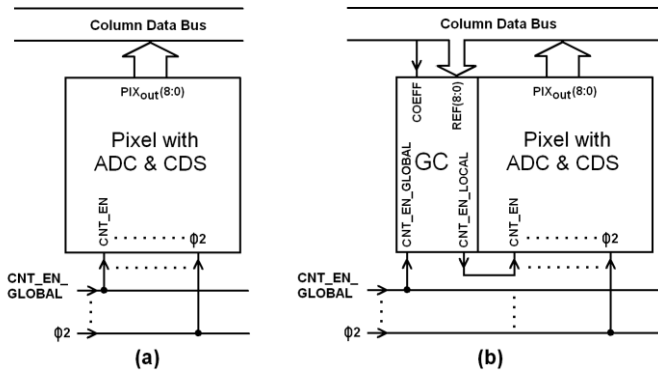 Column Data Bus
PIXout(8:0)
Pixel with
ADC & CDS
CNT_EN
ϕ2
CNT_EN_
GLOBAL
ϕ2
(a)
Column Data Bus
COEFF
REF(8:0)
PIXout(8:0)
GC
Pixel with
ADC & CDS
CNT_EN_GLOBAL
CNT_EN_LOCAL
CNT_EN
ϕ2
CNT_EN_
GLOBAL
ϕ2
(b)